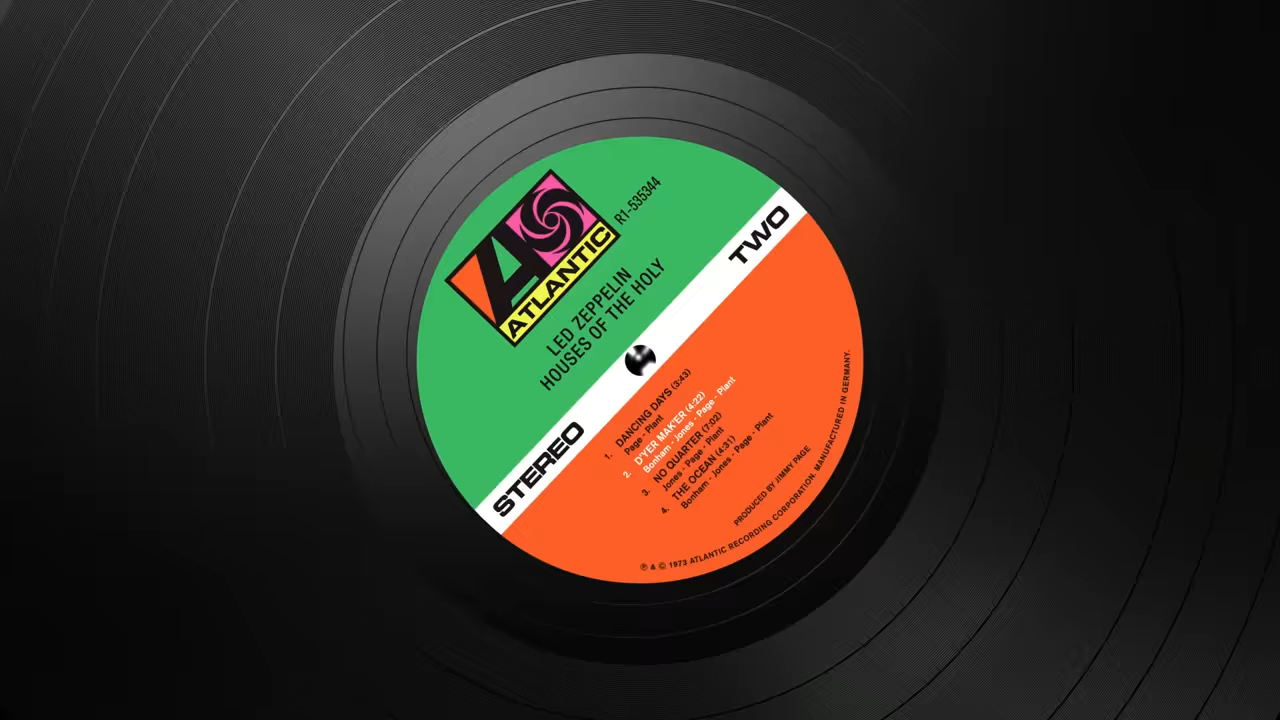 ATLANTIC
R1-535344
LED ZEPPELIN
HOUSES OF THE HOLY
STEREO TWO
1. DANCING DAYS (3:43)
Page - Plant
2. D'YER MAK'ER (4:22)
Bonham - Jones - Page - Plant
3. NO QUARTER (7:02)
Jones - Page - Plant
4. THE OCEAN (4:31)
Bonham - Jones - Page - Plant
PRODUCED BY JIMMY PAGE
℗ & © 1973 ATLANTIC RECORDING CORPORATION. MANUFACTURED IN GERMANY.